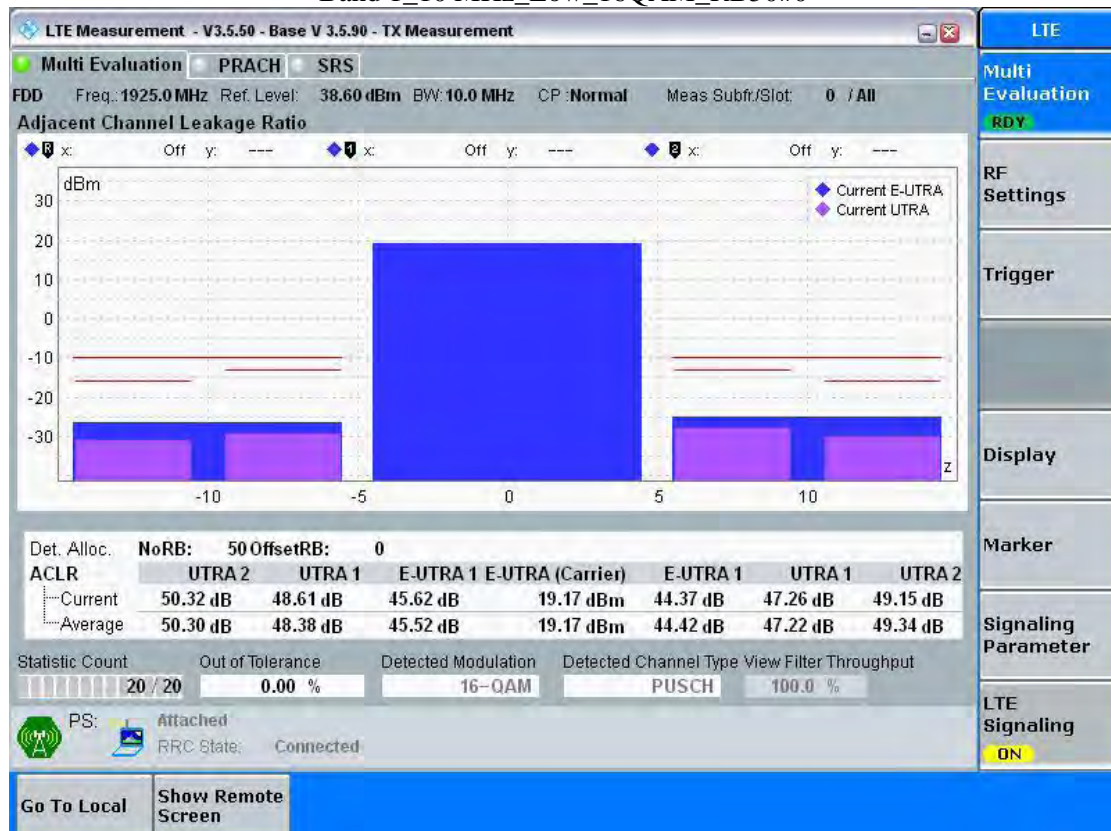 LTE Measurement - V3.5.50 - Base V 3.5.90 - TX Measurement
LTE
Multi Evaluation PRACH SRS
Multi Evaluation
RDY
FDD Freq.: 1925.0 MHz Ref. Level: 38.60 dBm BW: 10.0 MHz CP :Normal Meas Subfr./Slot: 0 / All
Adjacent Channel Leakage Ratio
R x: Off y: --- 1 x: Off y: --- 2 x: Off y: ---
RF Settings
dBm
Current E-UTRA
Current UTRA
30
20
10
0
-10
-20
-30
z
-10 -5 0 5 10
Trigger
Display
Det. Alloc. NoRB: 50 OffsetRB: 0
Marker
ACLR UTRA 2 UTRA 1 E-UTRA 1 E-UTRA (Carrier) E-UTRA 1 UTRA 1 UTRA 2
Current 50.32 dB 48.61 dB 45.62 dB 19.17 dBm 44.37 dB 47.26 dB 49.15 dB
Average 50.30 dB 48.38 dB 45.52 dB 19.17 dBm 44.42 dB 47.22 dB 49.34 dB
Signaling Parameter
Statistic Count Out of Tolerance Detected Modulation Detected Channel Type View Filter Throughput
20 / 20 0.00 % 16-QAM PUSCH 100.0 %
PS: Attached
RRC State: Connected
LTE Signaling
ON
Go To Local
Show Remote Screen